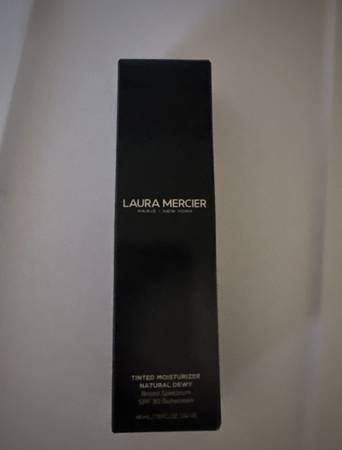 LAURA MERCIER
PARIS · NEW YORK
TINTED MOISTURIZER
NATURAL DEWY
Broad Spectrum
SPF 30 Sunscreen